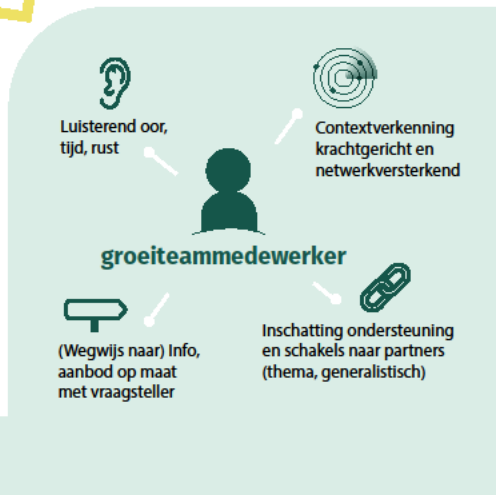 Luisterend oor,
tijd, rust
Contextverkenning
krachtgericht en
netwerkversterkend
groeiteammedewerker
(Wegwijs naar) Info,
aanbod op maat
met vraagsteller
Inschatting ondersteuning
en schakels naar partners
(thema, generalistisch)